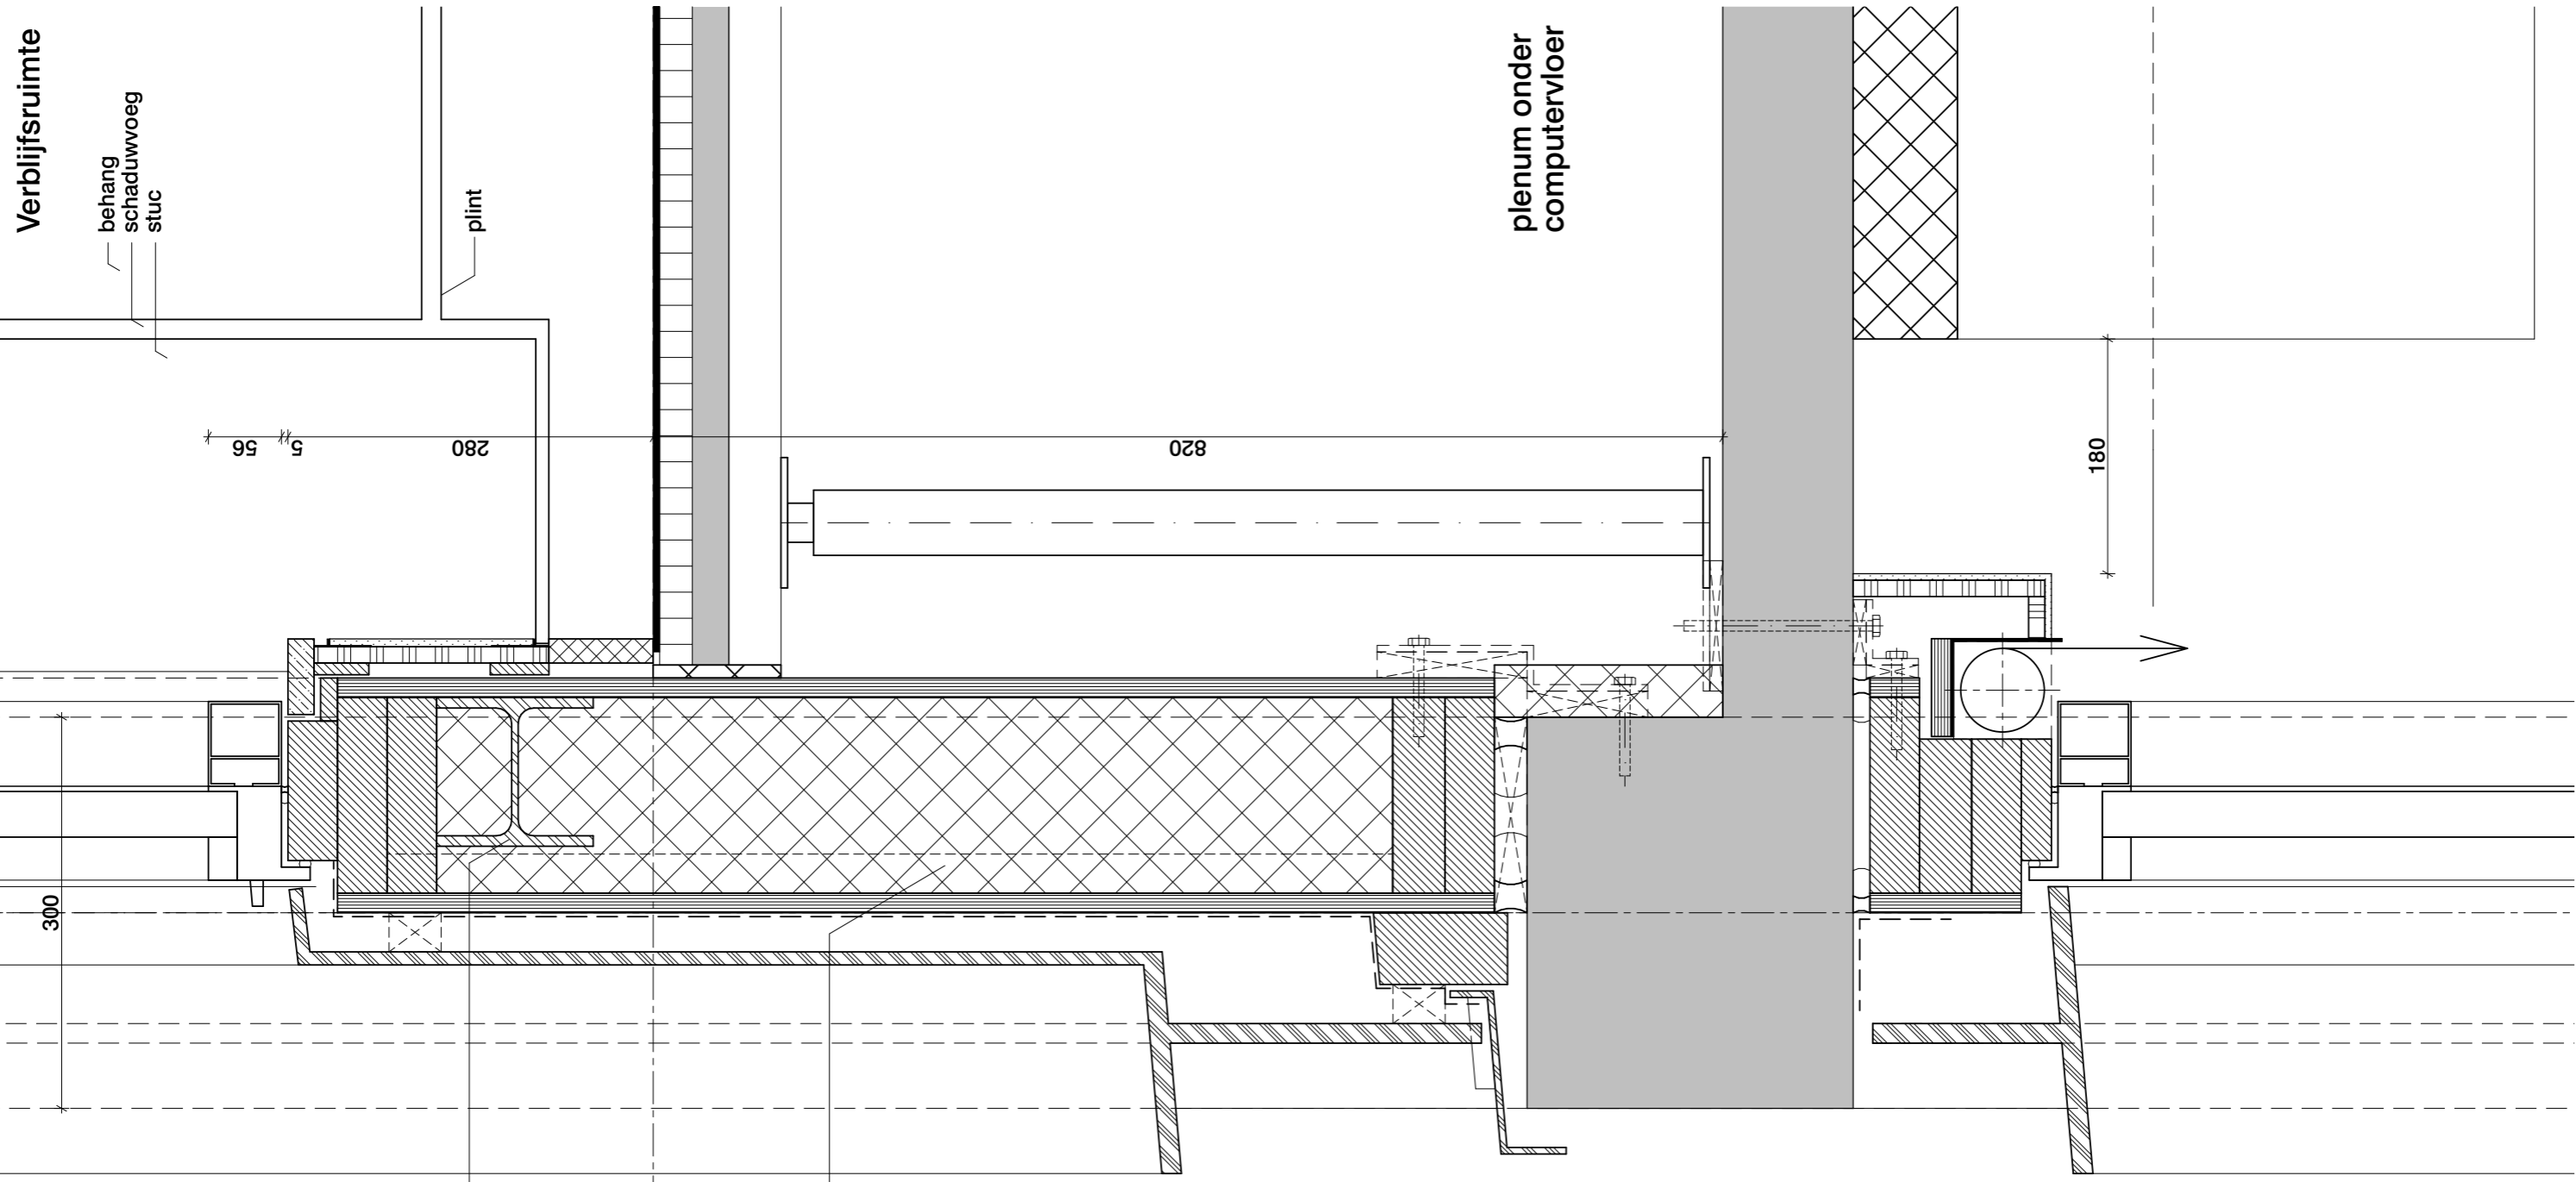 Verblijfsruimte
behang
schaduwvoeg
stuc
plint
plenum onder
computervloer
56
5
280
820
180
300